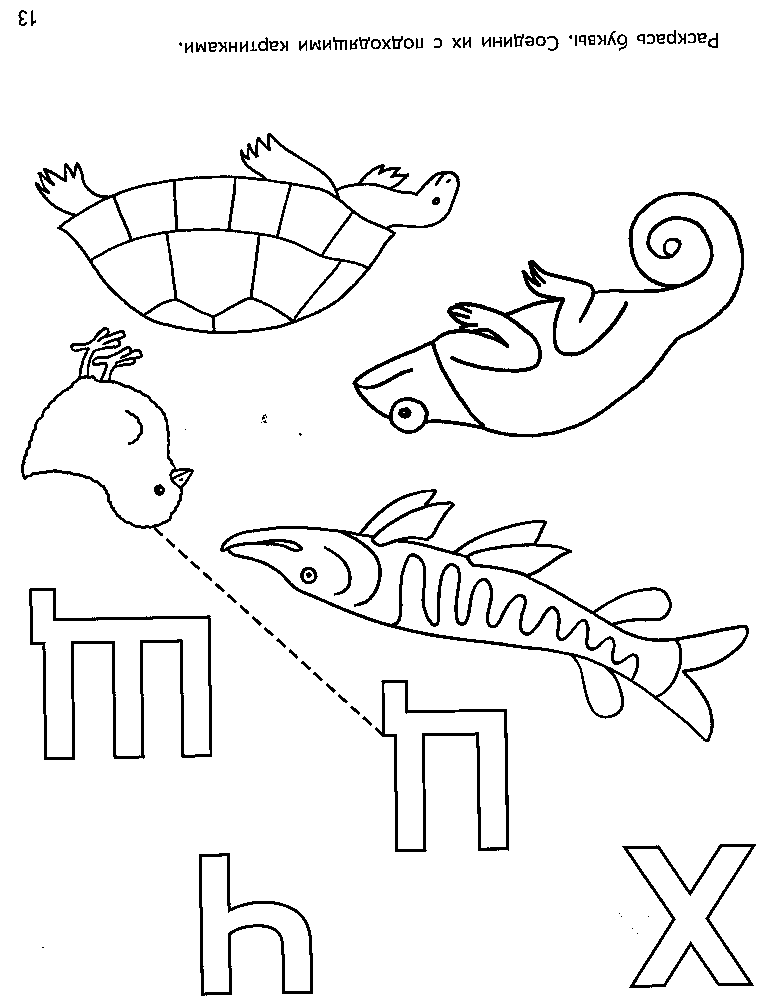 Х Ч
Ц
Щ
Раскрась буквы. Соедини их с подходящими картинками.
13